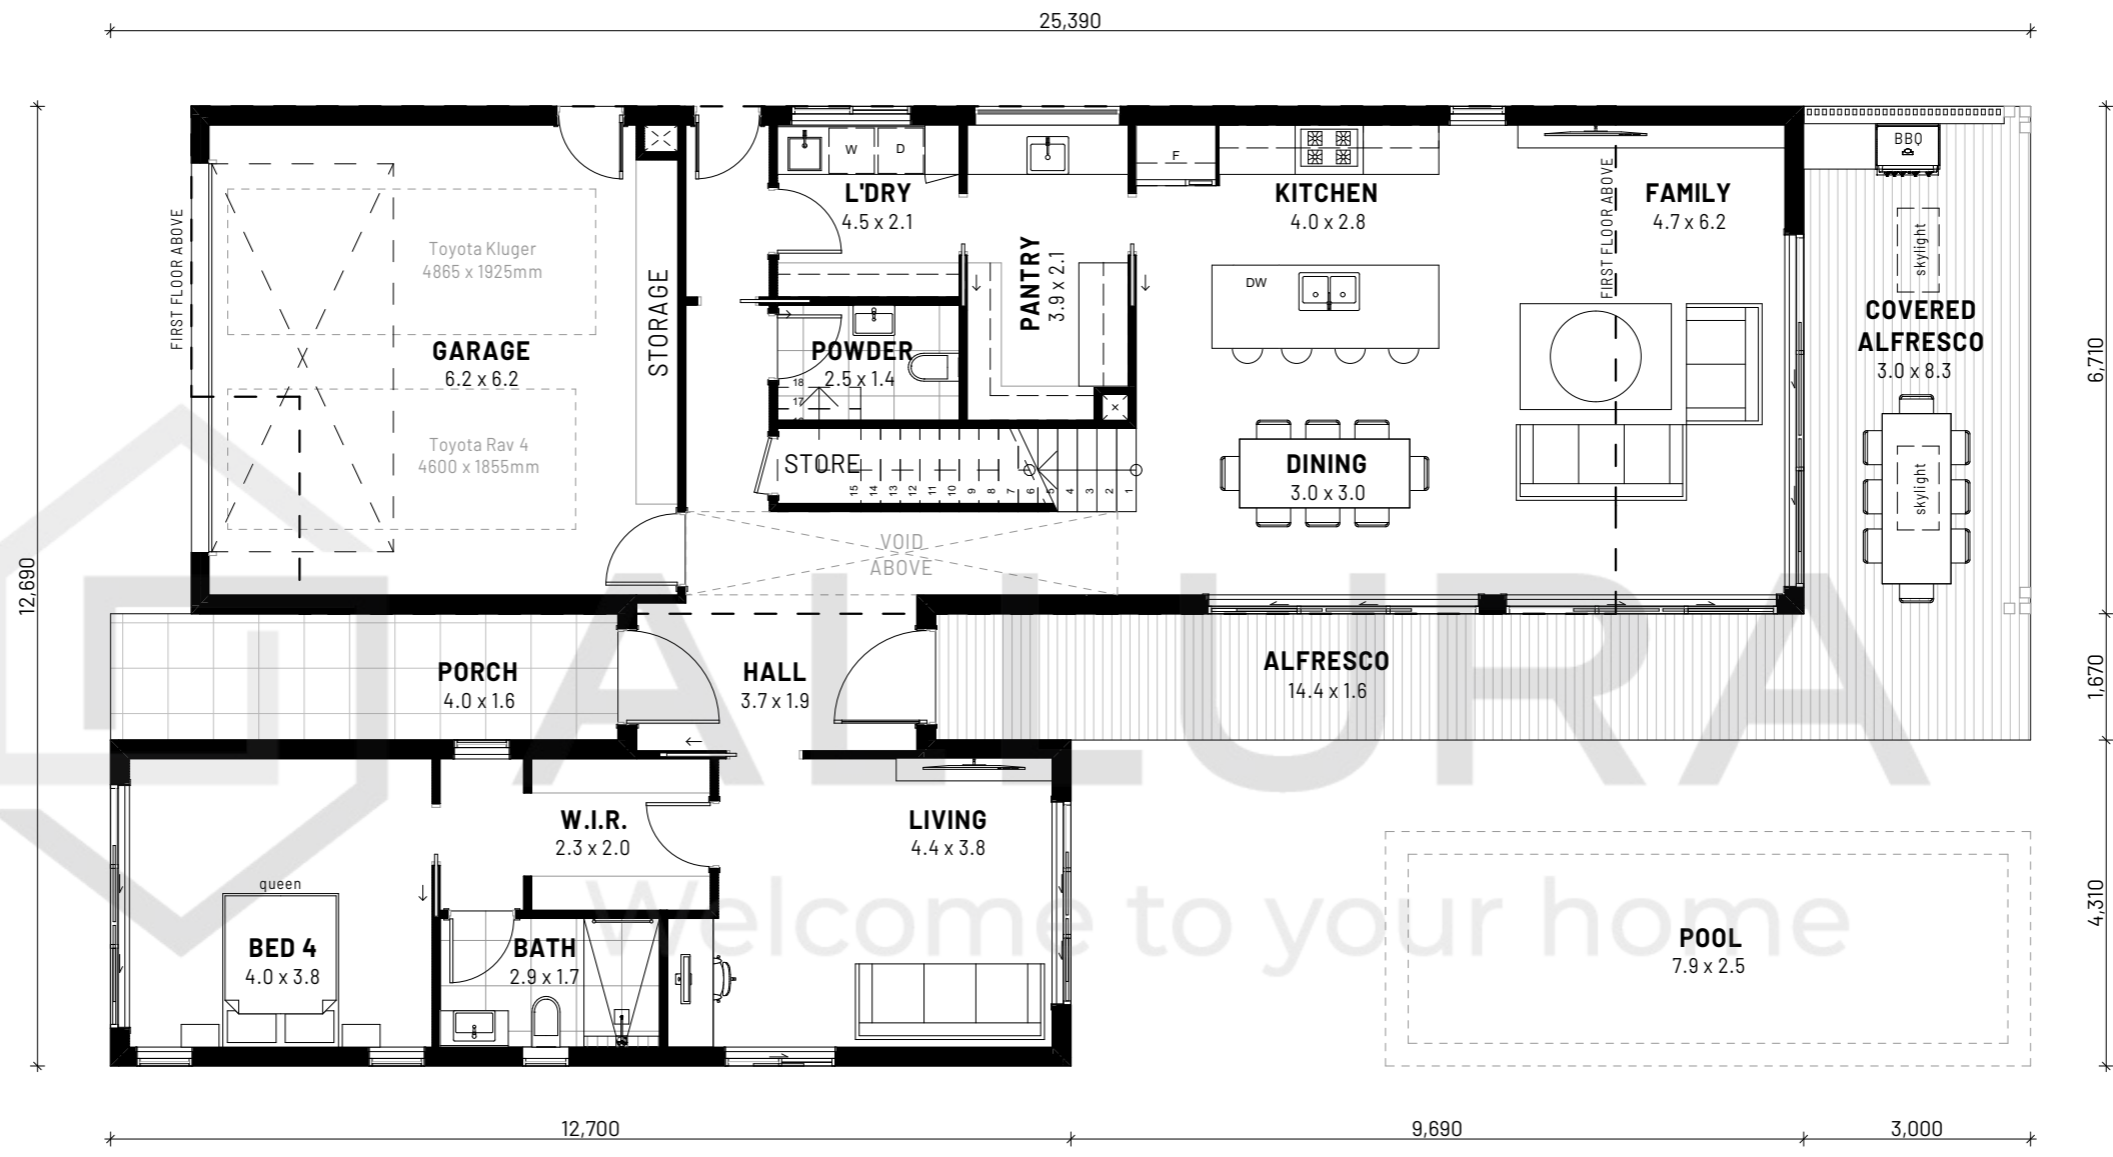 25,390
BBQ
W
D
F
L'DRY
4.5 x 2.1
KITCHEN
4.0 x 2.8
FAMILY
4.7 x 6.2
FIRST FLOOR ABOVE
FIRST FLOOR ABOVE
skylight
Toyota Kluger
4865 x 1925mm
STORAGE
PANTRY
3.9 x 2.1
DW
COVERED
ALFRESCO
3.0 x 8.3
GARAGE
6.2 x 6.2
X
POWDER
2.5 x 1.4
18
17
6,710
Toyota Rav 4
4600 x 1855mm
STORE
15
14
13
12
11
10
9
8
7
6
5
4
3
2
1
DINING
3.0 x 3.0
skylight
VOID
ABOVE
12,690
ALLURA
Welcome to your home
PORCH
4.0 x 1.6
HALL
3.7 x 1.9
ALFRESCO
14.4 x 1.6
1,670
W.I.R.
2.3 x 2.0
LIVING
4.4 x 3.8
queen
BED 4
4.0 x 3.8
BATH
2.9 x 1.7
POOL
7.9 x 2.5
4,310
12,700
9,690
3,000